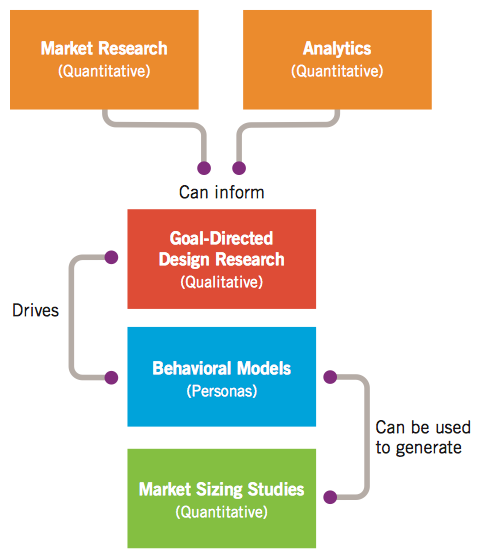 Market Research
(Quantitative)
Analytics
(Quantitative)
Can inform
Goal-Directed
Design Research
(Qualitative)
Drives
Behavioral Models
(Personas)
Can be used
to generate
Market Sizing Studies
(Quantitative)